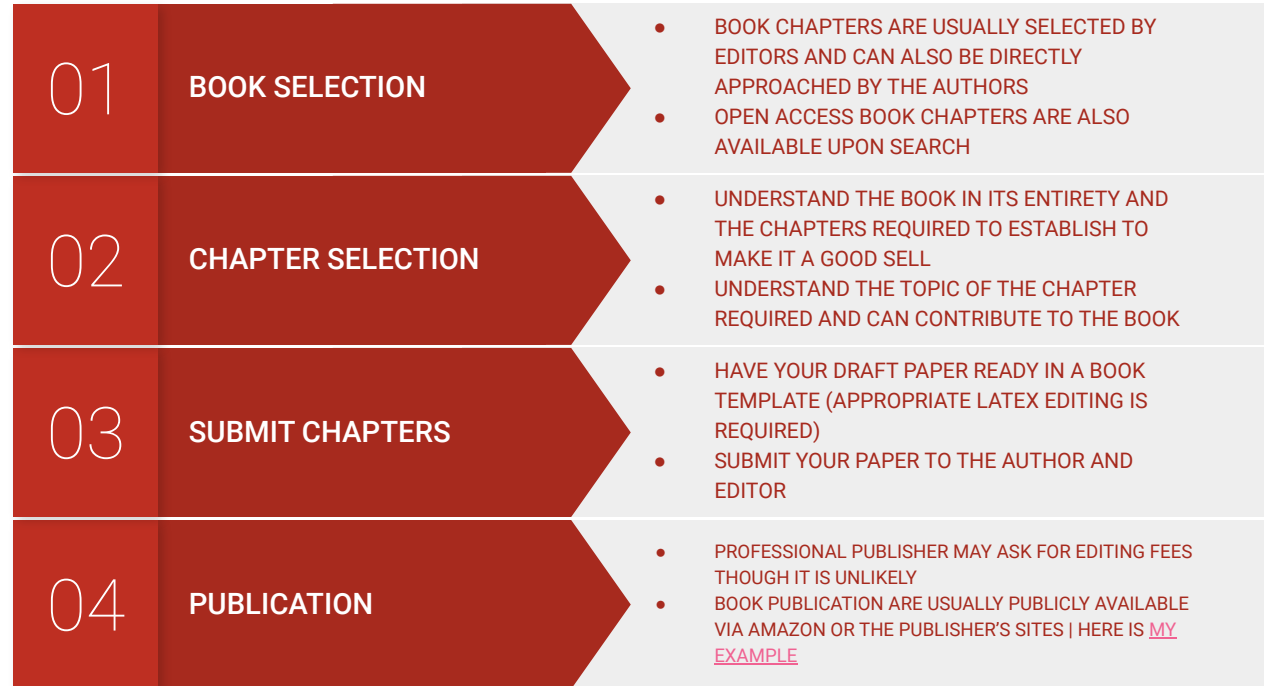 01
BOOK SELECTION
● BOOK CHAPTERS ARE USUALLY SELECTED BY
EDITORS AND CAN ALSO BE DIRECTLY
APPROACHED BY THE AUTHORS
● OPEN ACCESS BOOK CHAPTERS ARE ALSO
AVAILABLE UPON SEARCH
02
CHAPTER SELECTION
● UNDERSTAND THE BOOK IN ITS ENTIRETY AND
THE CHAPTERS REQUIRED TO ESTABLISH TO
MAKE IT A GOOD SELL
● UNDERSTAND THE TOPIC OF THE CHAPTER
REQUIRED AND CAN CONTRIBUTE TO THE BOOK
03
SUBMIT CHAPTERS
● HAVE YOUR DRAFT PAPER READY IN A BOOK
TEMPLATE (APPROPRIATE LATEX EDITING IS
REQUIRED)
● SUBMIT YOUR PAPER TO THE AUTHOR AND
EDITOR
04
PUBLICATION
● PROFESSIONAL PUBLISHER MAY ASK FOR EDITING FEES
THOUGH IT IS UNLIKELY
● BOOK PUBLICATION ARE USUALLY PUBLICLY AVAILABLE
VIA AMAZON OR THE PUBLISHER'S SITES | HERE IS MY
EXAMPLE